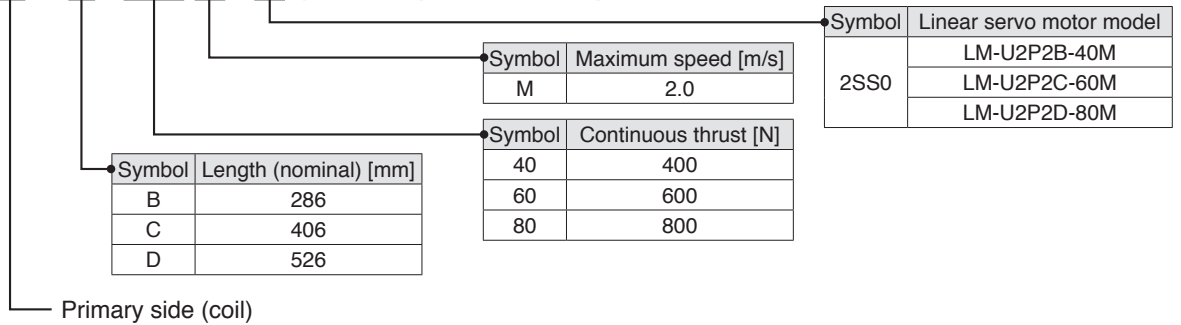 Symbol Linear servo motor model
2SS0
LM-U2P2B-40M
LM-U2P2C-60M
LM-U2P2D-80M
Symbol Maximum speed [m/s]
M 2.0
Symbol Continuous thrust [N]
40 400
60 600
80 800
Symbol Length (nominal) [mm]
B 286
C 406
D 526
Primary side (coil)